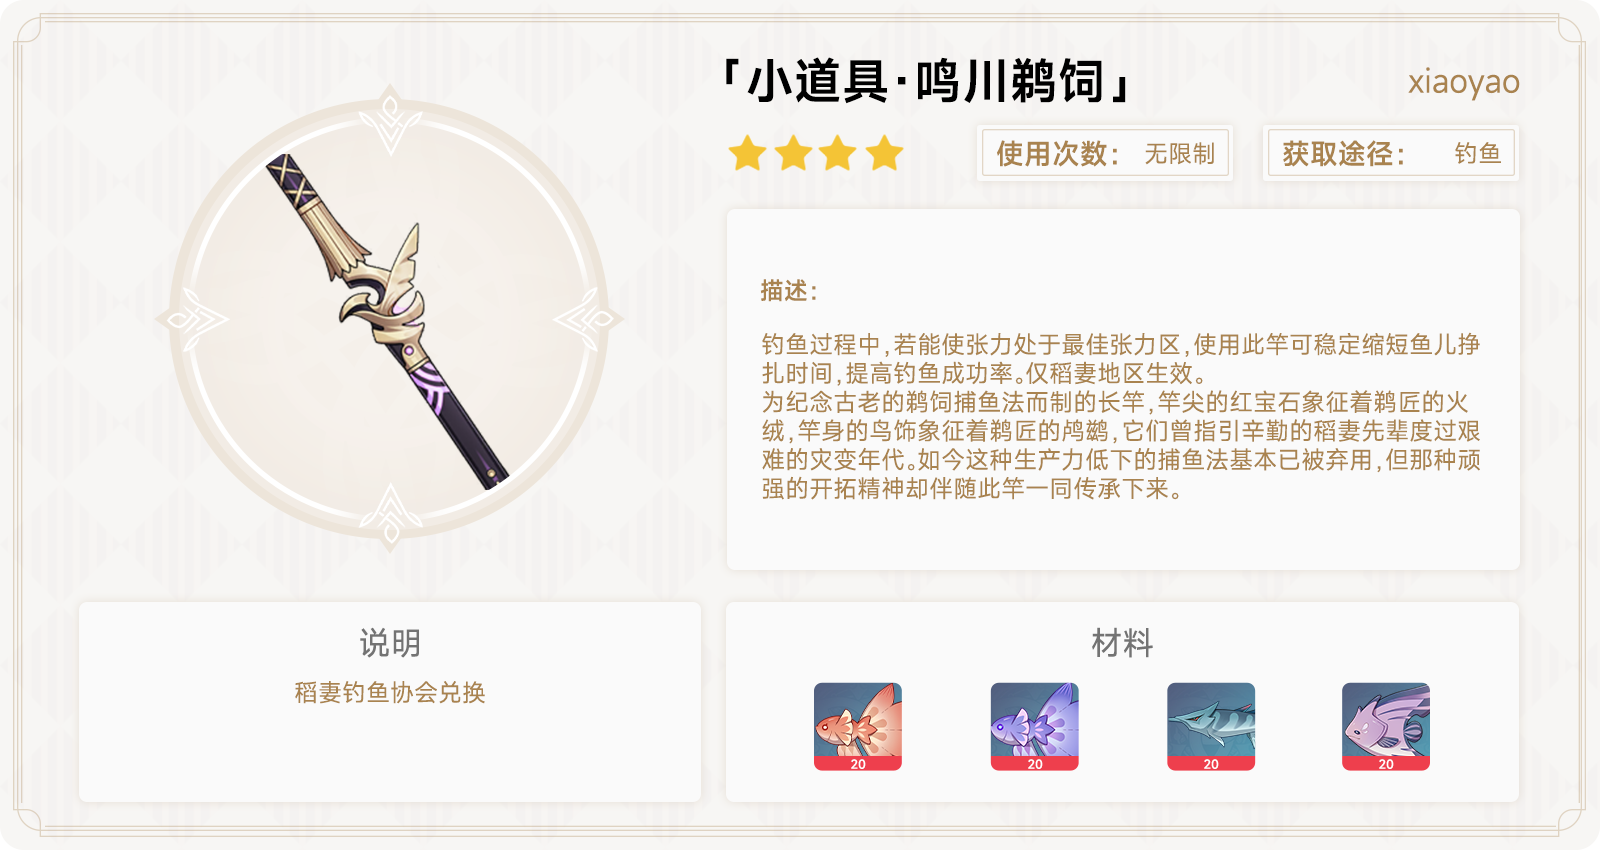 「小道具·鸣川鹈饲」
xiaoyao
使用次数： 无限制
获取途径： 钓鱼
描述：
钓鱼过程中，若能使张力处于最佳张力区，使用此竿可稳定缩短鱼儿挣
扎时间，提高钓鱼成功率。仅稻妻地区生效。
为纪念古老的鹈饲捕鱼法而制的长竿，竿尖的红宝石象征着鹈匠的火
绒，竿身的鸟饰象征着鹈匠的鸬鹚，它们曾指引辛勤的稻妻先辈度过艰
难的灾变年代。如今这种生产力低下的捕鱼法基本已被弃用，但那种顽
强的开拓精神却伴随此竿一同传承下来。
说明
稻妻钓鱼协会兑换
材料
20
20
20
20